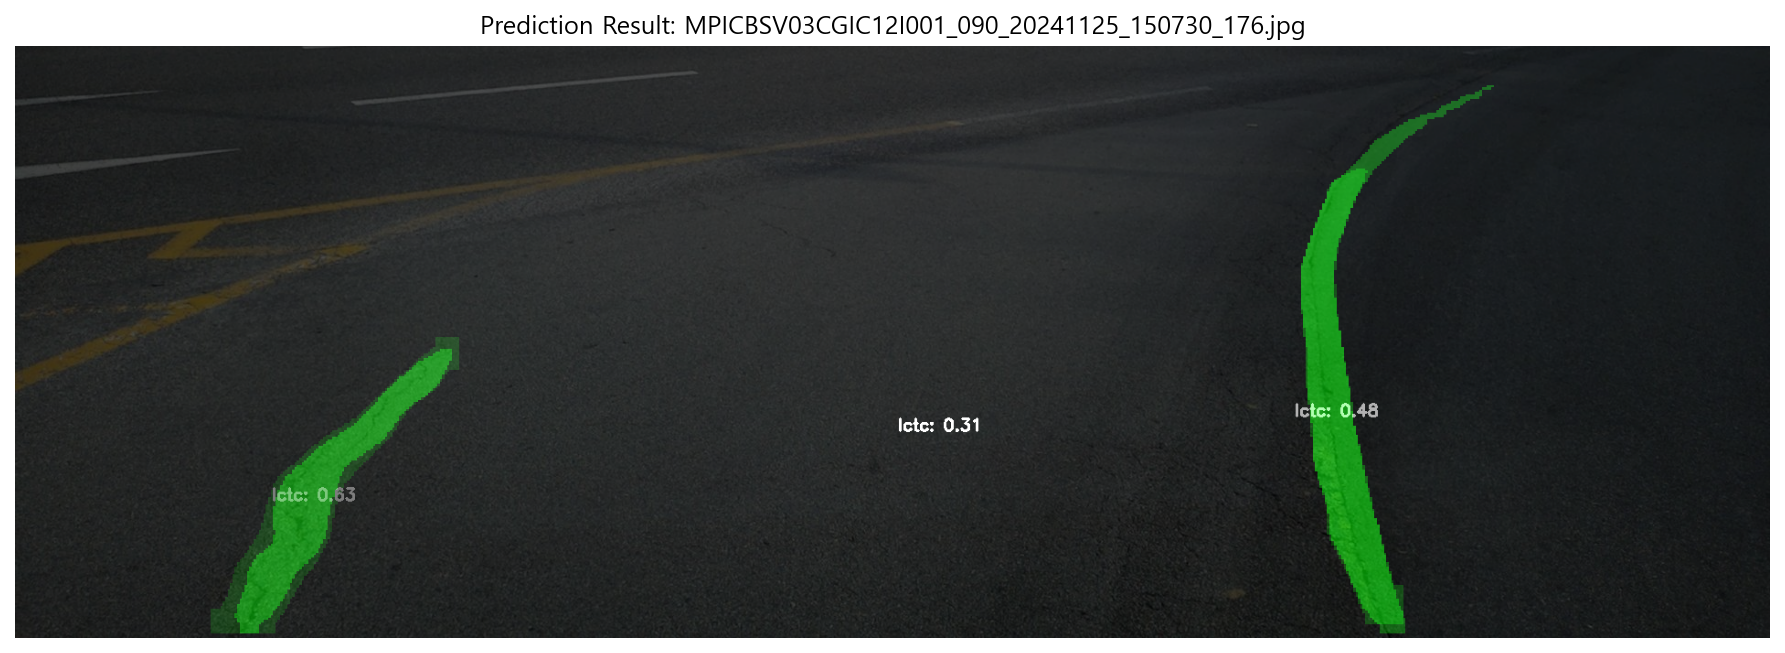 Prediction Result: MPICBSV03CGIC12I001_090_20241125_150730_176.jpg
lctc: 0.48
lctc: 0.31
lctc: 0.63